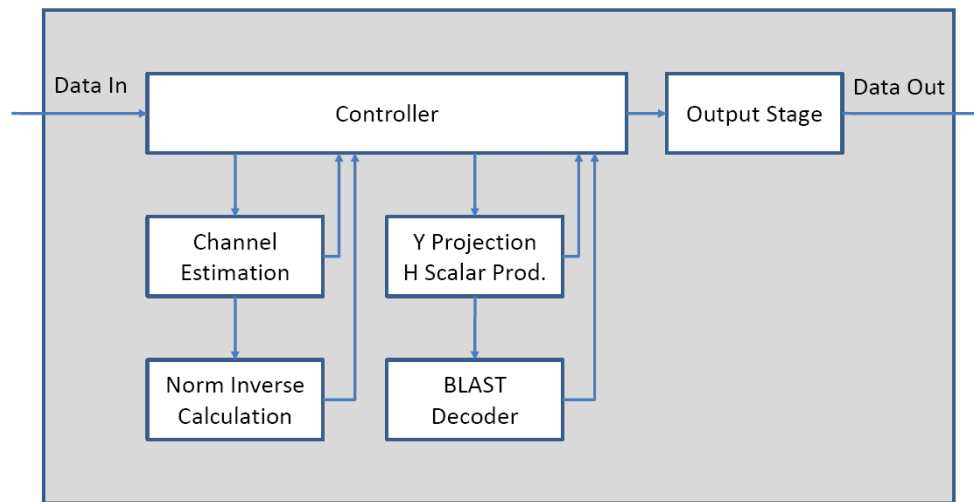 Data In
Controller
Output Stage
Data Out
Channel
Estimation
Y Projection
H Scalar Prod.
Norm Inverse
Calculation
BLAST
Decoder